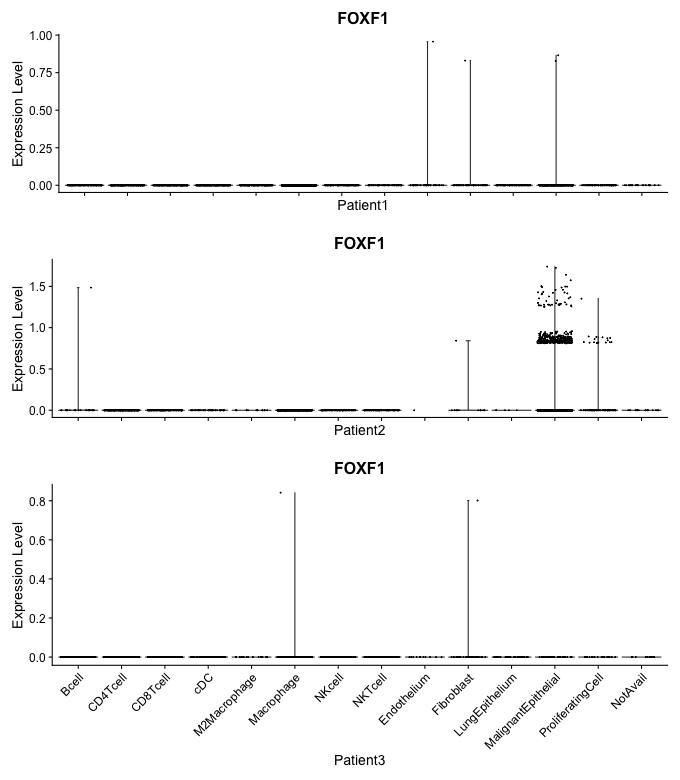 FOXF1
1.00
0.75
0.50
0.25
0.00
Expression Level
Patient1
FOXF1
1.5
1.0
0.5
0.0
Expression Level
Patient2
FOXF1
0.8
0.6
0.4
0.2
0.0
Expression Level
Bcell
CD4Tcell
CD8Tcell
cDC
M2Macrophage
Macrophage
NKcell
NKTcell
Endothelium
Fibroblast
LungEpithelium
MalignantEpithelial
ProliferatingCell
NotAvail
Patient3